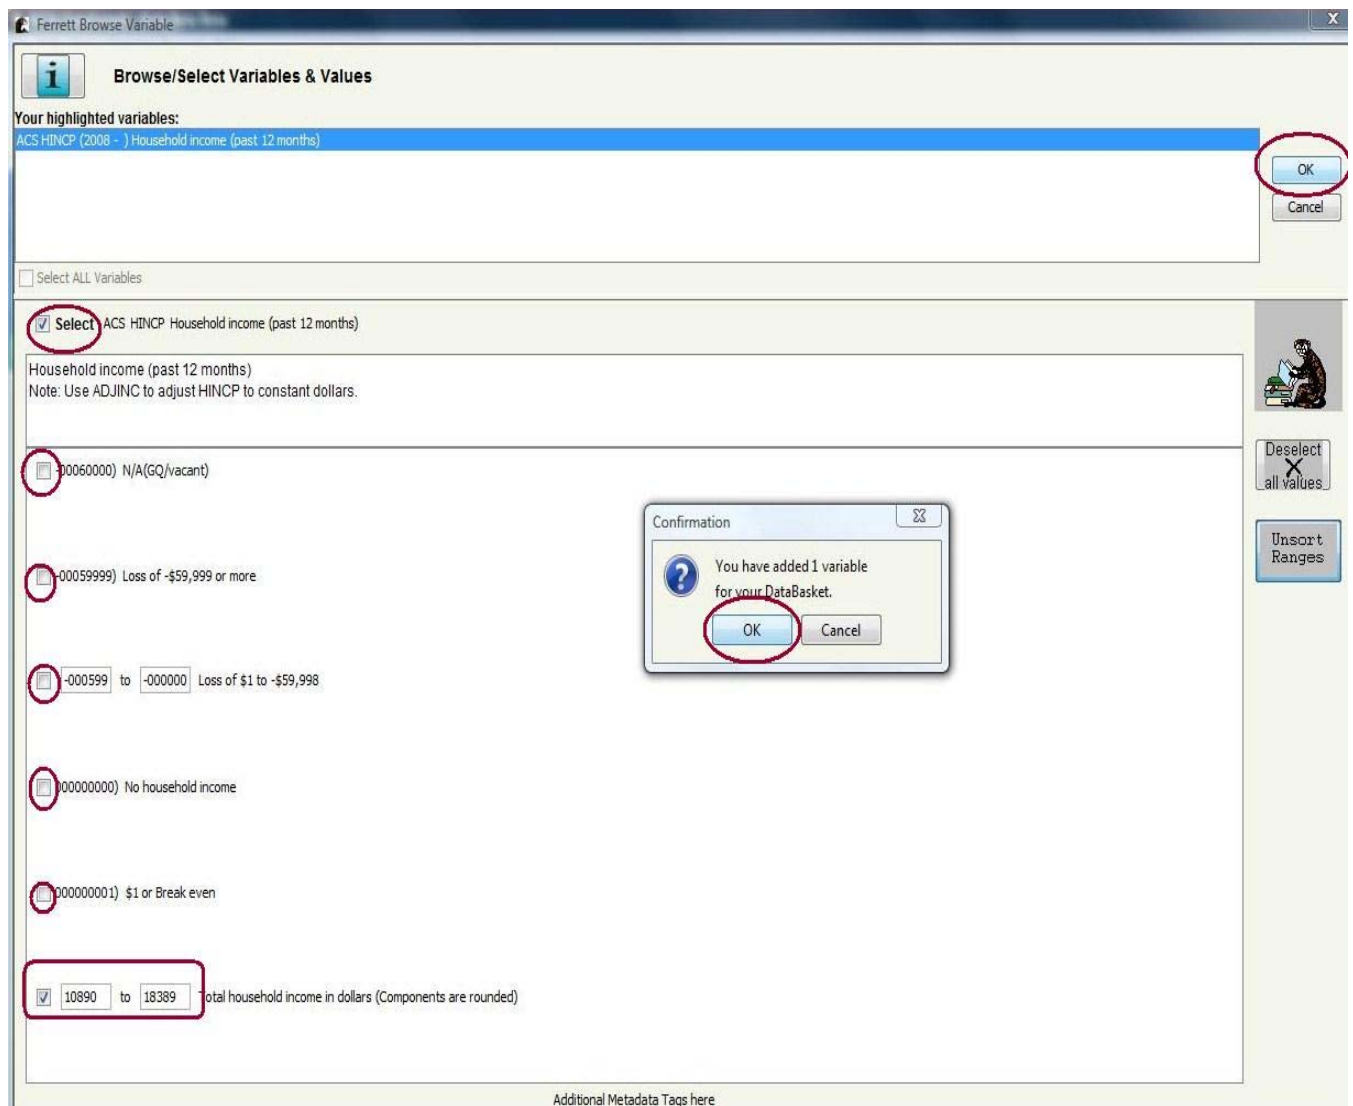 Ferrett Browse Variable
X
i
Browse/Select Variables & Values
Your highlighted variables:
ACS HINCP (2008 - ) Household income (past 12 months)
OK
Cancel
Select ALL Variables
Select ACS HINCP Household income (past 12 months)
Household income (past 12 months)
Note: Use ADJINC to adjust HINCP to constant dollars.
-00060000) N/A(GQ/vacant)
Deselect
X
all values
Confirmation
You have added 1 variable
for your DataBasket.
OK Cancel
Unsort
Ranges
-00059999) Loss of -$59,999 or more
-000599 to -000000 Loss of $1 to -$59,998
000000000) No household income
000000001) $1 or Break even
10890 to 18389 Total household income in dollars (Components are rounded)
Additional Metadata Tags here